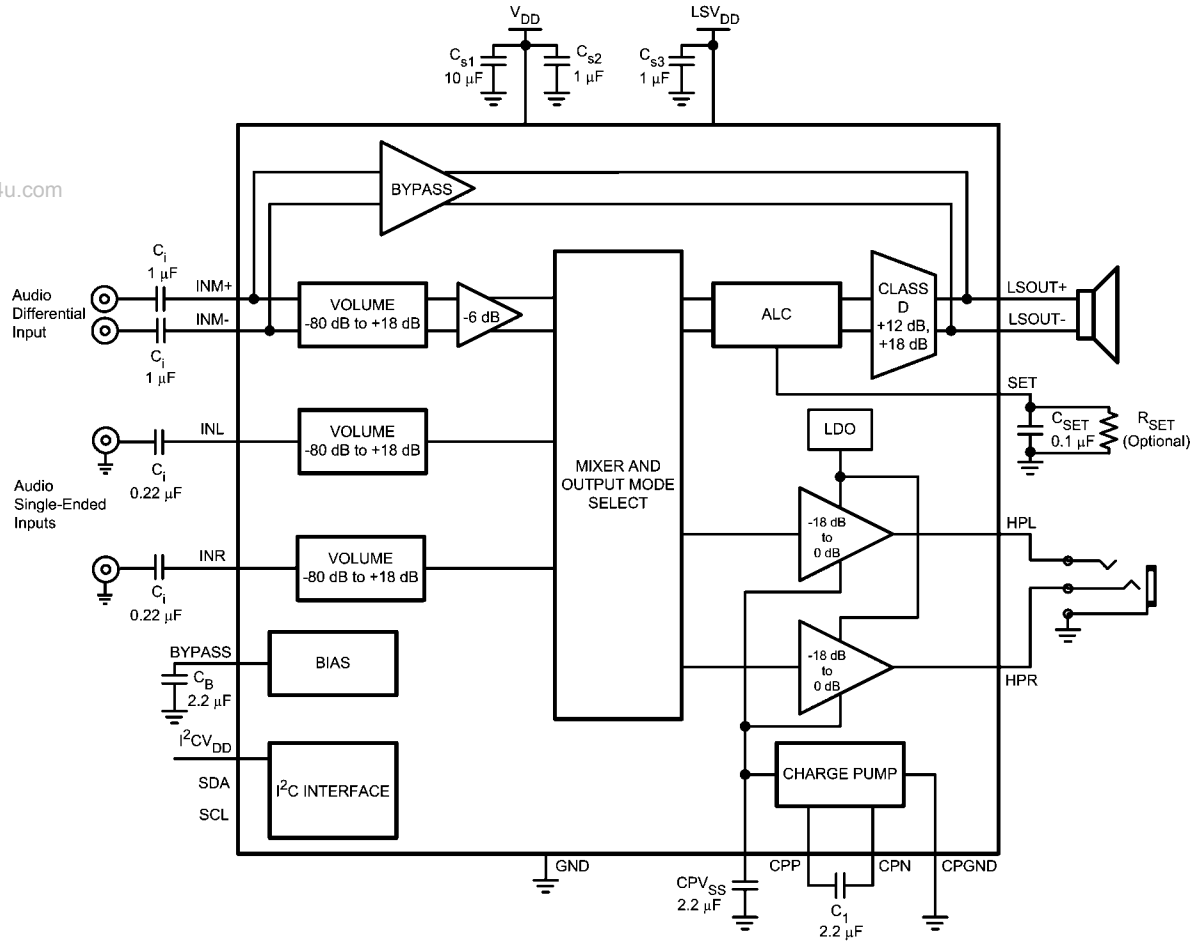 V_DD
LSV_DD
C_s1
10 µF
C_s2
1 µF
C_s3
1 µF
4u.com
BYPASS
C_i
1 µF
Audio
Differential
Input
INM+
INM-
C_i
1 µF
VOLUME
-80 dB to +18 dB
-6 dB
ALC
CLASS
D
+12 dB,
+18 dB
LSOUT+
LSOUT-
SET
C_SET
0.1 µF
R_SET
(Optional)
INL
C_i
0.22 µF
VOLUME
-80 dB to +18 dB
Audio
Single-Ended
Inputs
MIXER AND
OUTPUT MODE
SELECT
LDO
-18 dB
to
0 dB
HPL
INR
C_i
0.22 µF
VOLUME
-80 dB to +18 dB
-18 dB
to
0 dB
HPR
BYPASS
C_B
2.2 µF
BIAS
I²CV_DD
SDA
SCL
I²C INTERFACE
CHARGE PUMP
GND
CPP
CPN
CPGND
CPV_SS
2.2 µF
C_1
2.2 µF